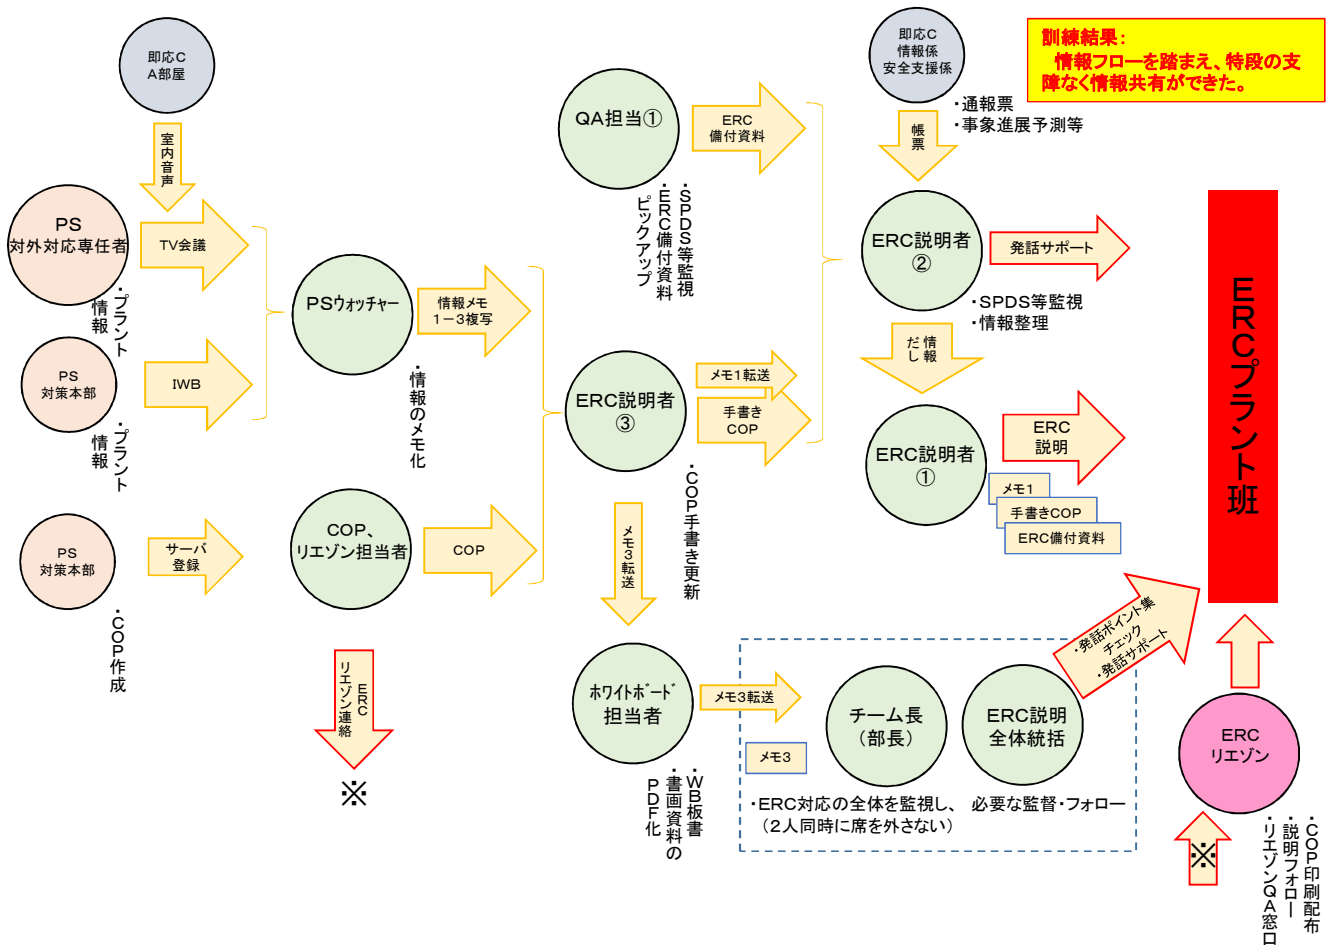 即応C
A部屋
室内音声
PS
対外対応専任者
・プラント
情報
TV会議
PS
対策本部
・プラント
情報
IWB
PS
対策本部
・COP作成
サーバ
登録
PSウォッチャー
・情報のメモ化
情報メモ
1－3複写
COP、
リエゾン担当者
COP
ERC
リエゾン連絡
※
QA担当①
・SPDS等監視
・ERC備付資料
ピックアップ
ERC
備付資料
ERC説明者
③
・COP手書き更新
メモ1転送
手書き
COP
メモ3転送
ホワイトボード
担当者
・WB板書
・書画資料の
PDF化
メモ3転送
メモ3
チーム長
（部長）
ERC説明
全体統括
・ERC対応の全体を監視し、 必要な監督・フォロー
（2人同時に席を外さない）
・発話ポイント集
チェック
・発話サポート
即応C
情報係
安全支援係
・通報票
・事象進展予測等
帳票
ERC説明者
②
・SPDS等監視
・情報整理
発話サポート
情報
だし
ERC説明者
①
ERC
説明
メモ1
手書きCOP
ERC備付資料
訓練結果：
情報フローを踏まえ、特段の支
障なく情報共有ができた。
ERCプラント班
ERC
リエゾン
・COP印刷配布
・説明フォロー
・リエゾンQA窓口
※